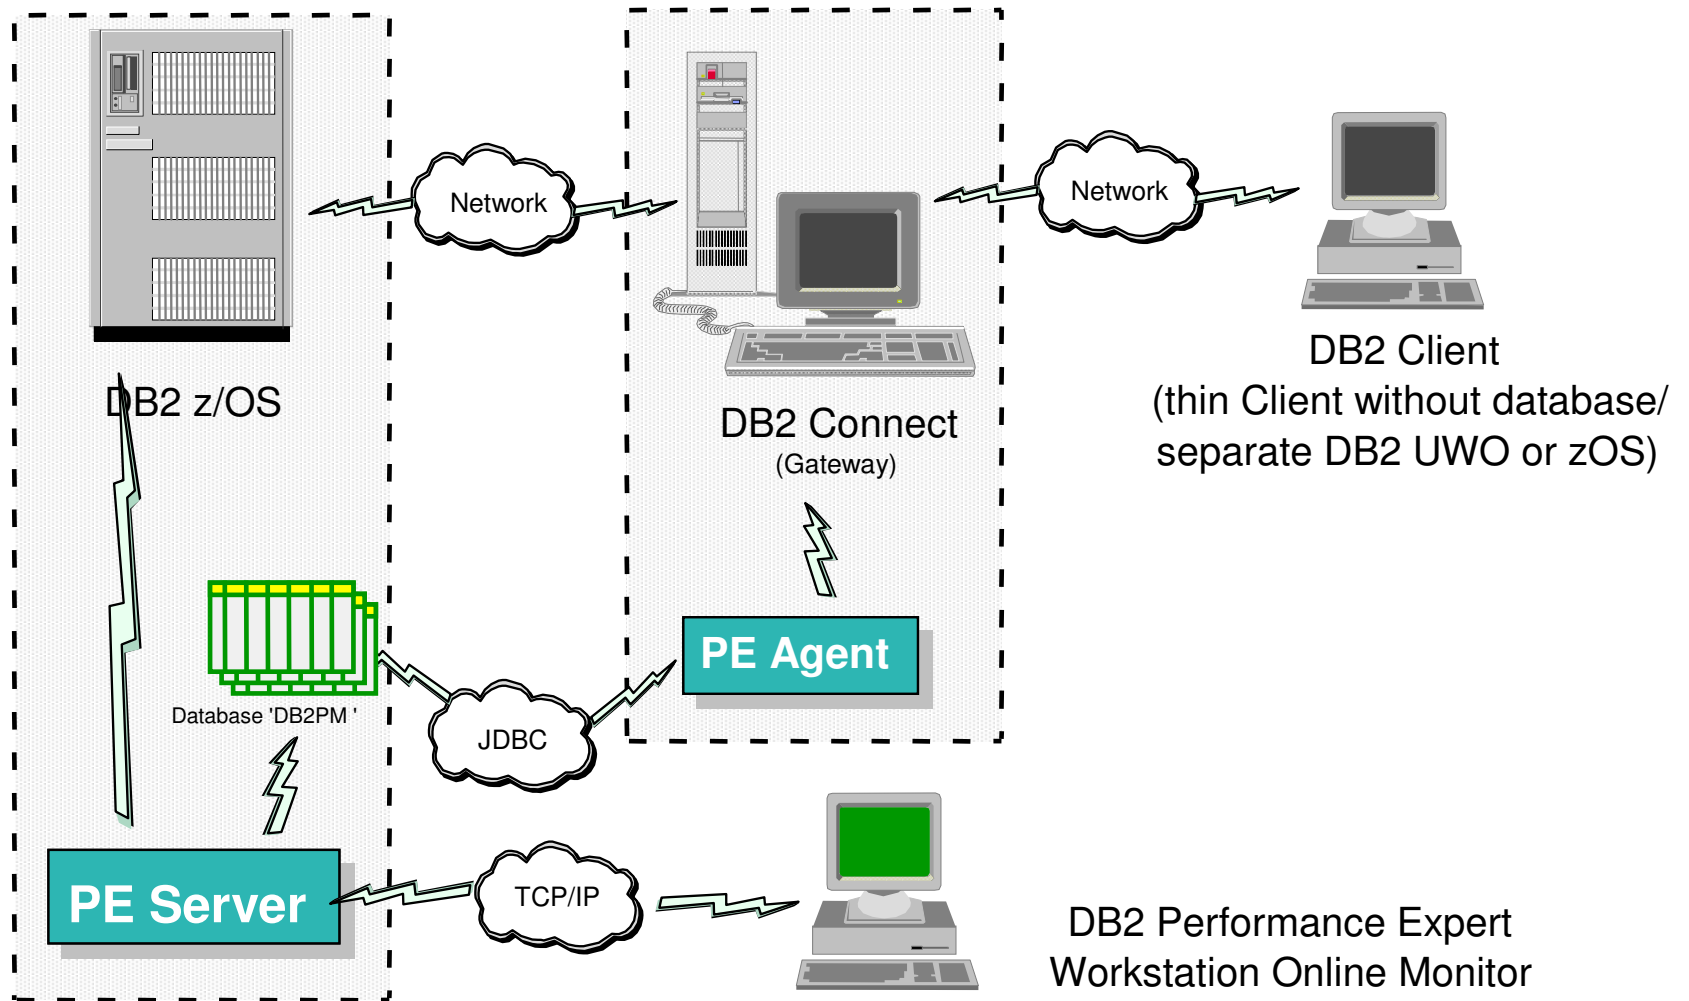 Network
Network
DB2 z/OS
DB2 Connect
(Gateway)
DB2 Client
(thin Client without database/
separate DB2 UWO or zOS)
PE Agent
Database 'DB2PM '
JDBC
PE Server
TCP/IP
DB2 Performance Expert
Workstation Online Monitor